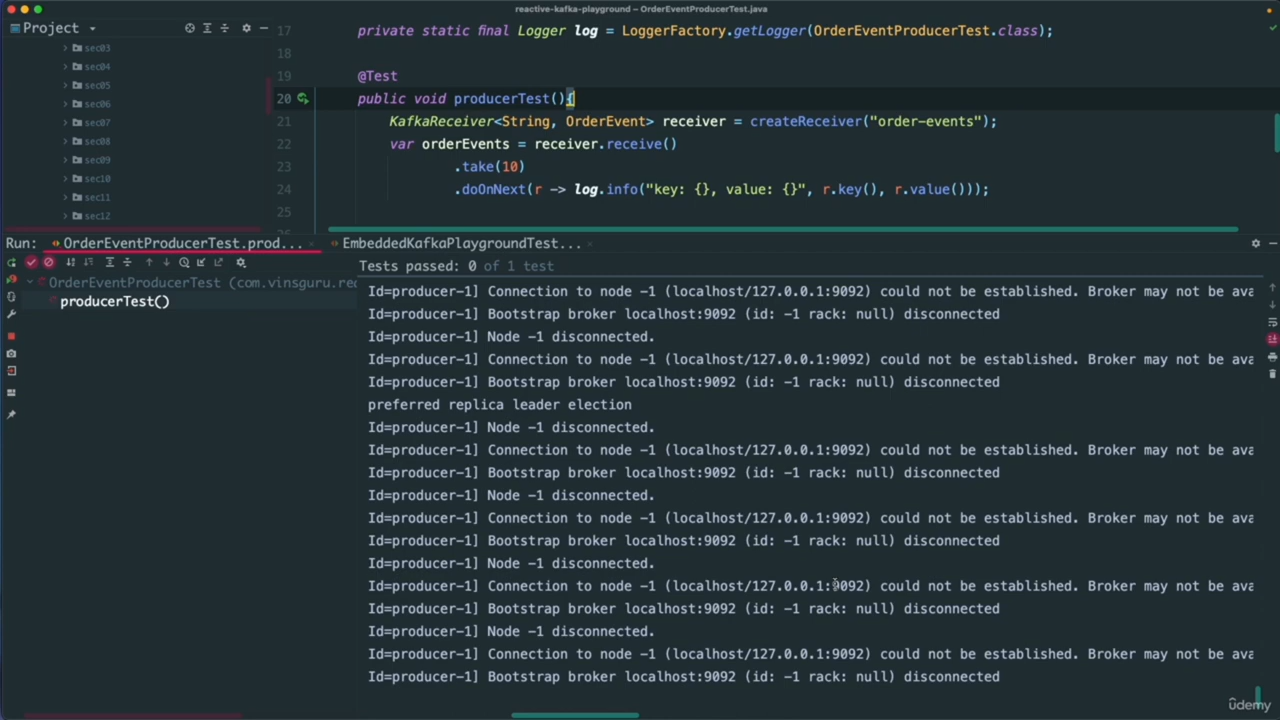 reactive-kafka-playground – OrderEventProducerTest.java
Project
sec03
sec04
sec05
sec06
sec07
sec08
sec09
sec10
sec11
sec12
17 private static final Logger log = LoggerFactory.getLogger(OrderEventProducerTest.class);
18
19 @Test
20 public void producerTest(){
21 KafkaReceiver<String, OrderEvent> receiver = createReceiver("order-events");
22 var orderEvents = receiver.receive()
23 .take(10)
24 .doOnNext(r -> log.info("key: {}, value: {}", r.key(), r.value()));
25
Run: OrderEventProducerTest.prod... × EmbeddedKafkaPlaygroundTest... ×
Tests passed: 0 of 1 test
OrderEventProducerTest (com.vinsguru.rea
producerTest()
Id=producer-1] Connection to node -1 (localhost/127.0.0.1:9092) could not be established. Broker may not be ava
Id=producer-1] Bootstrap broker localhost:9092 (id: -1 rack: null) disconnected
Id=producer-1] Node -1 disconnected.
Id=producer-1] Connection to node -1 (localhost/127.0.0.1:9092) could not be established. Broker may not be ava
Id=producer-1] Bootstrap broker localhost:9092 (id: -1 rack: null) disconnected
preferred replica leader election
Id=producer-1] Node -1 disconnected.
Id=producer-1] Connection to node -1 (localhost/127.0.0.1:9092) could not be established. Broker may not be ava
Id=producer-1] Bootstrap broker localhost:9092 (id: -1 rack: null) disconnected
Id=producer-1] Node -1 disconnected.
Id=producer-1] Connection to node -1 (localhost/127.0.0.1:9092) could not be established. Broker may not be ava
Id=producer-1] Bootstrap broker localhost:9092 (id: -1 rack: null) disconnected
Id=producer-1] Node -1 disconnected.
Id=producer-1] Connection to node -1 (localhost/127.0.0.1:9092) could not be established. Broker may not be ava
Id=producer-1] Bootstrap broker localhost:9092 (id: -1 rack: null) disconnected
Id=producer-1] Node -1 disconnected.
Id=producer-1] Connection to node -1 (localhost/127.0.0.1:9092) could not be established. Broker may not be ava
Id=producer-1] Bootstrap broker localhost:9092 (id: -1 rack: null) disconnected
udemy